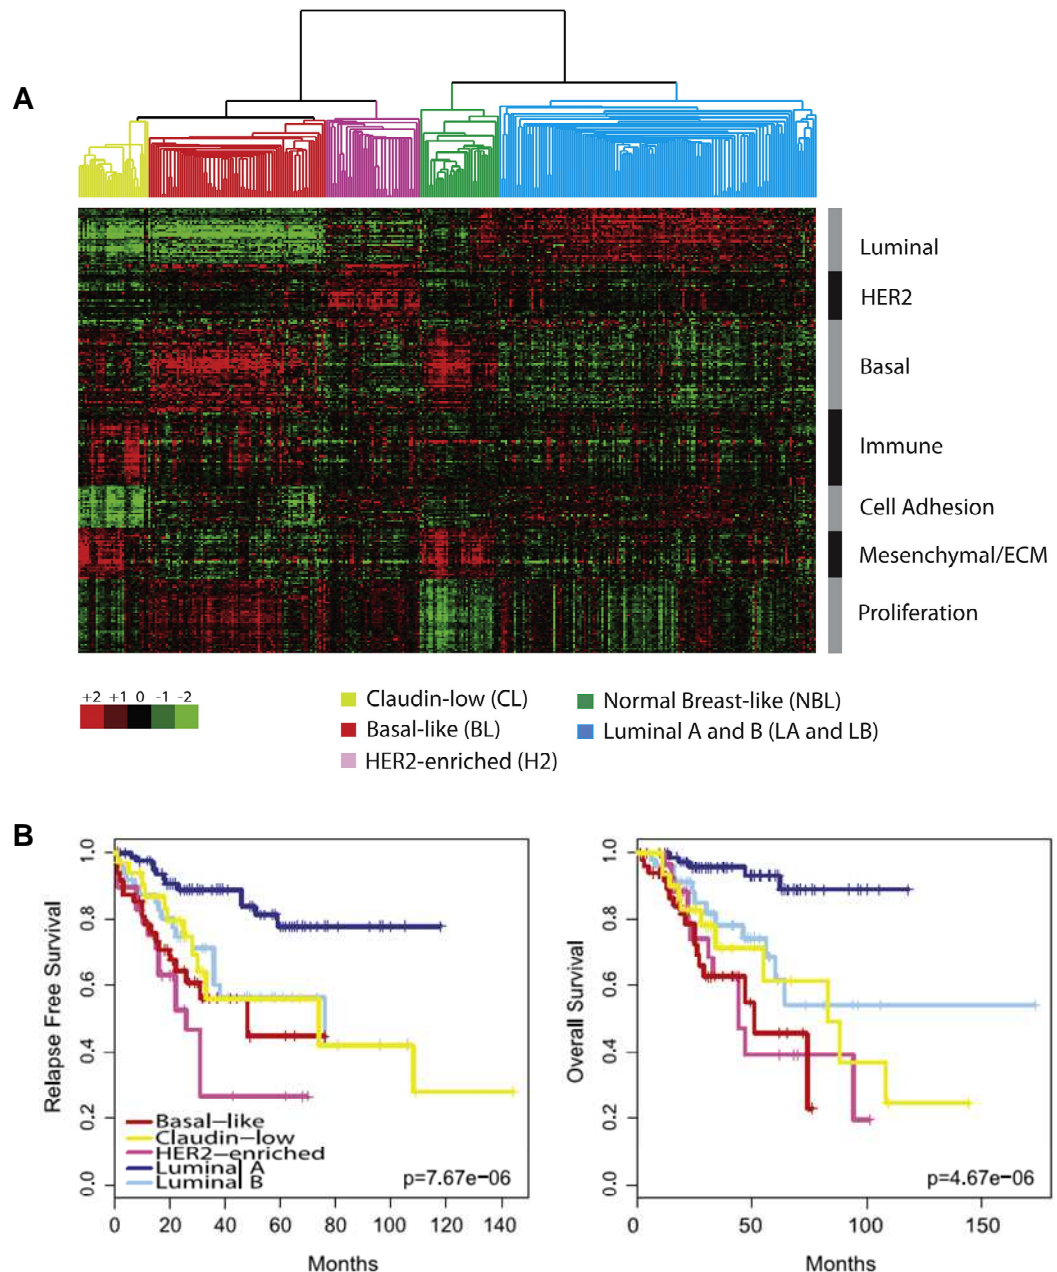 A
Luminal
HER2
Basal
Immune
Cell Adhesion
Mesenchymal/ECM
Proliferation
+2 +1 0 -1 -2
Claudin-low (CL)
Basal-like (BL)
HER2-enriched (H2)
Normal Breast-like (NBL)
Luminal A and B (LA and LB)
B
Relapse Free Survival
1.0
0.8
0.6
0.4
0.2
0.0
Basal-like
Claudin-low
HER2-enriched
Luminal A
Luminal B
p=7.67e-06
0 20 40 60 80 100 120 140
Months
Overall Survival
1.0
0.8
0.6
0.4
0.2
0.0
p=4.67e-06
0 50 100 150
Months